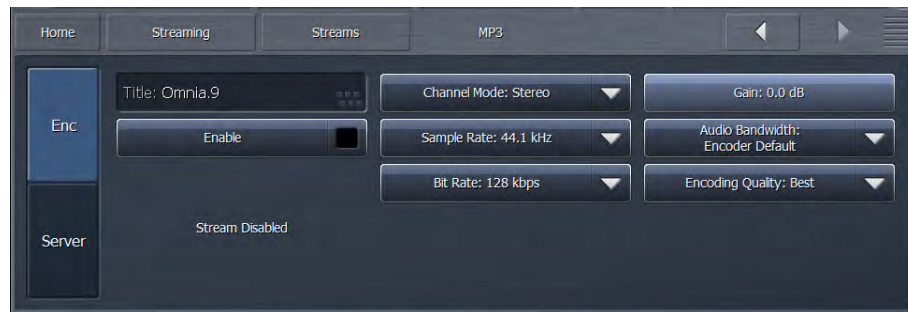 Home
Streaming
Streams
MP3
Enc
Server
Title: Omnia.9
Enable
Stream Disabled
Channel Mode: Stereo
Sample Rate: 44.1 kHz
Bit Rate: 128 kbps
Gain: 0.0 dB
Audio Bandwidth:
Encoder Default
Encoding Quality: Best